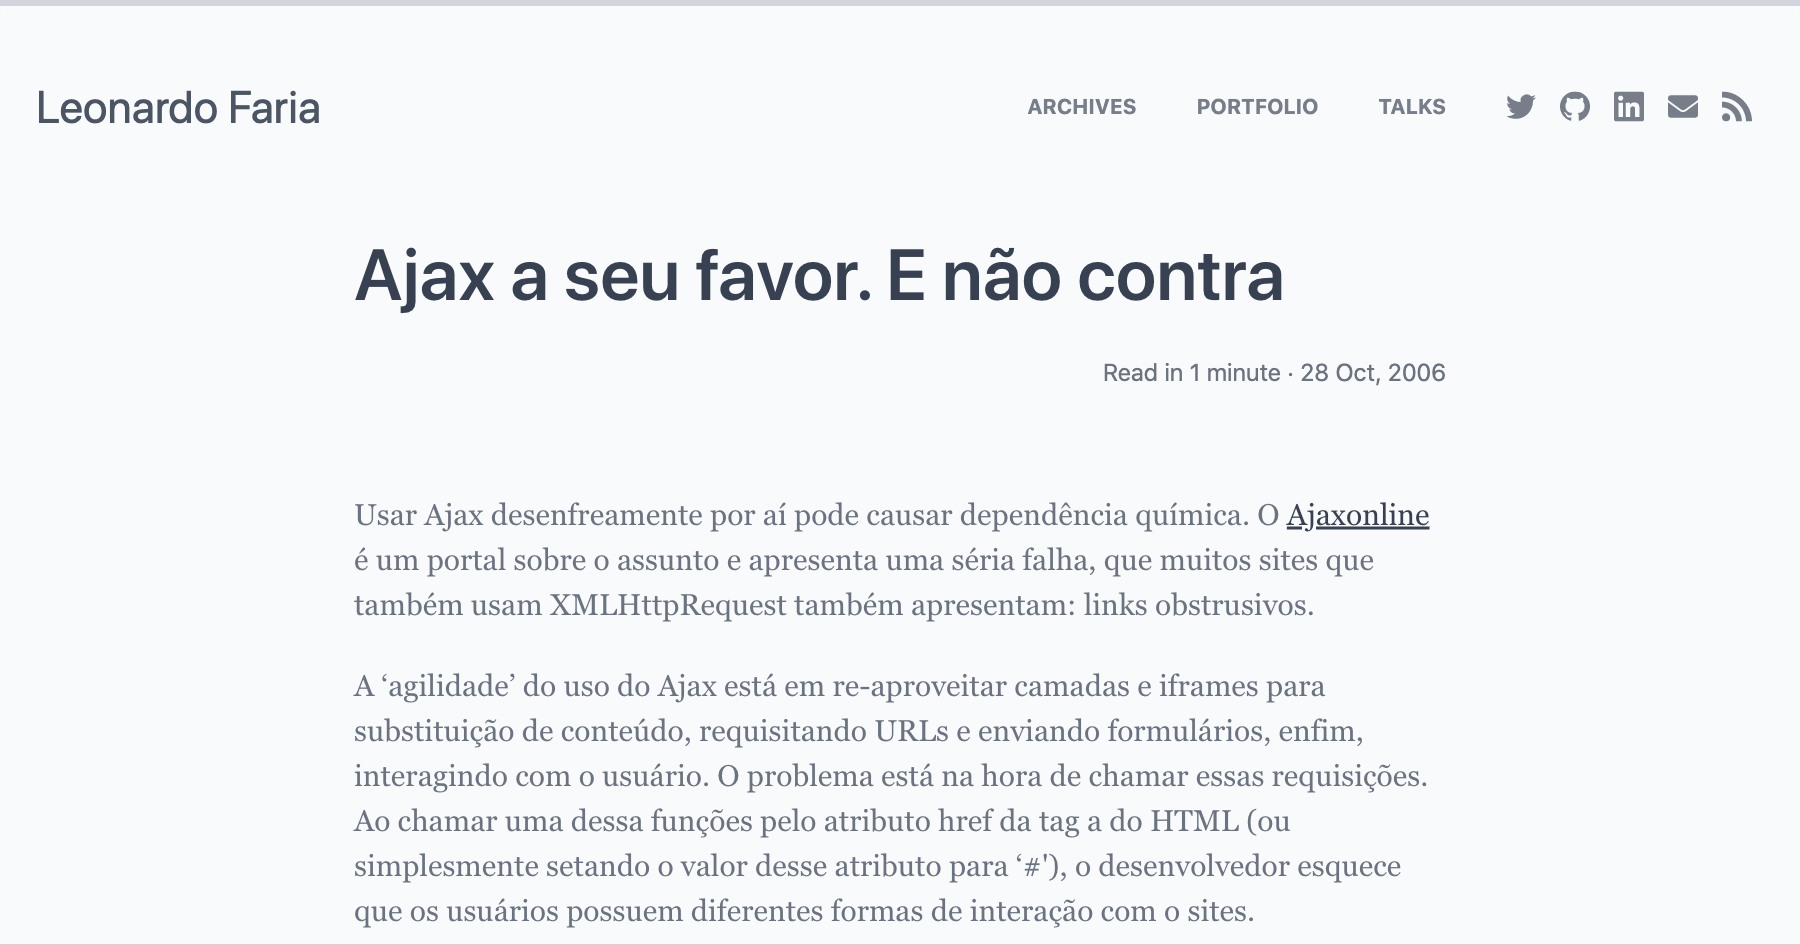 Leonardo Faria
ARCHIVES PORTFOLIO TALKS
Ajax a seu favor. E não contra
Read in 1 minute · 28 Oct, 2006
Usar Ajax desenfreamente por aí pode causar dependência química. O Ajaxonline
é um portal sobre o assunto e apresenta uma séria falha, que muitos sites que
também usam XMLHttpRequest também apresentam: links obstrusivos.
A ‘agilidade’ do uso do Ajax está em re-aproveitar camadas e iframes para
substituição de conteúdo, requisitando URLs e enviando formulários, enfim,
interagindo com o usuário. O problema está na hora de chamar essas requisições.
Ao chamar uma dessa funções pelo atributo href da tag a do HTML (ou
simplesmente setando o valor desse atributo para ‘#'), o desenvolvedor esquece
que os usuários possuem diferentes formas de interação com o sites.